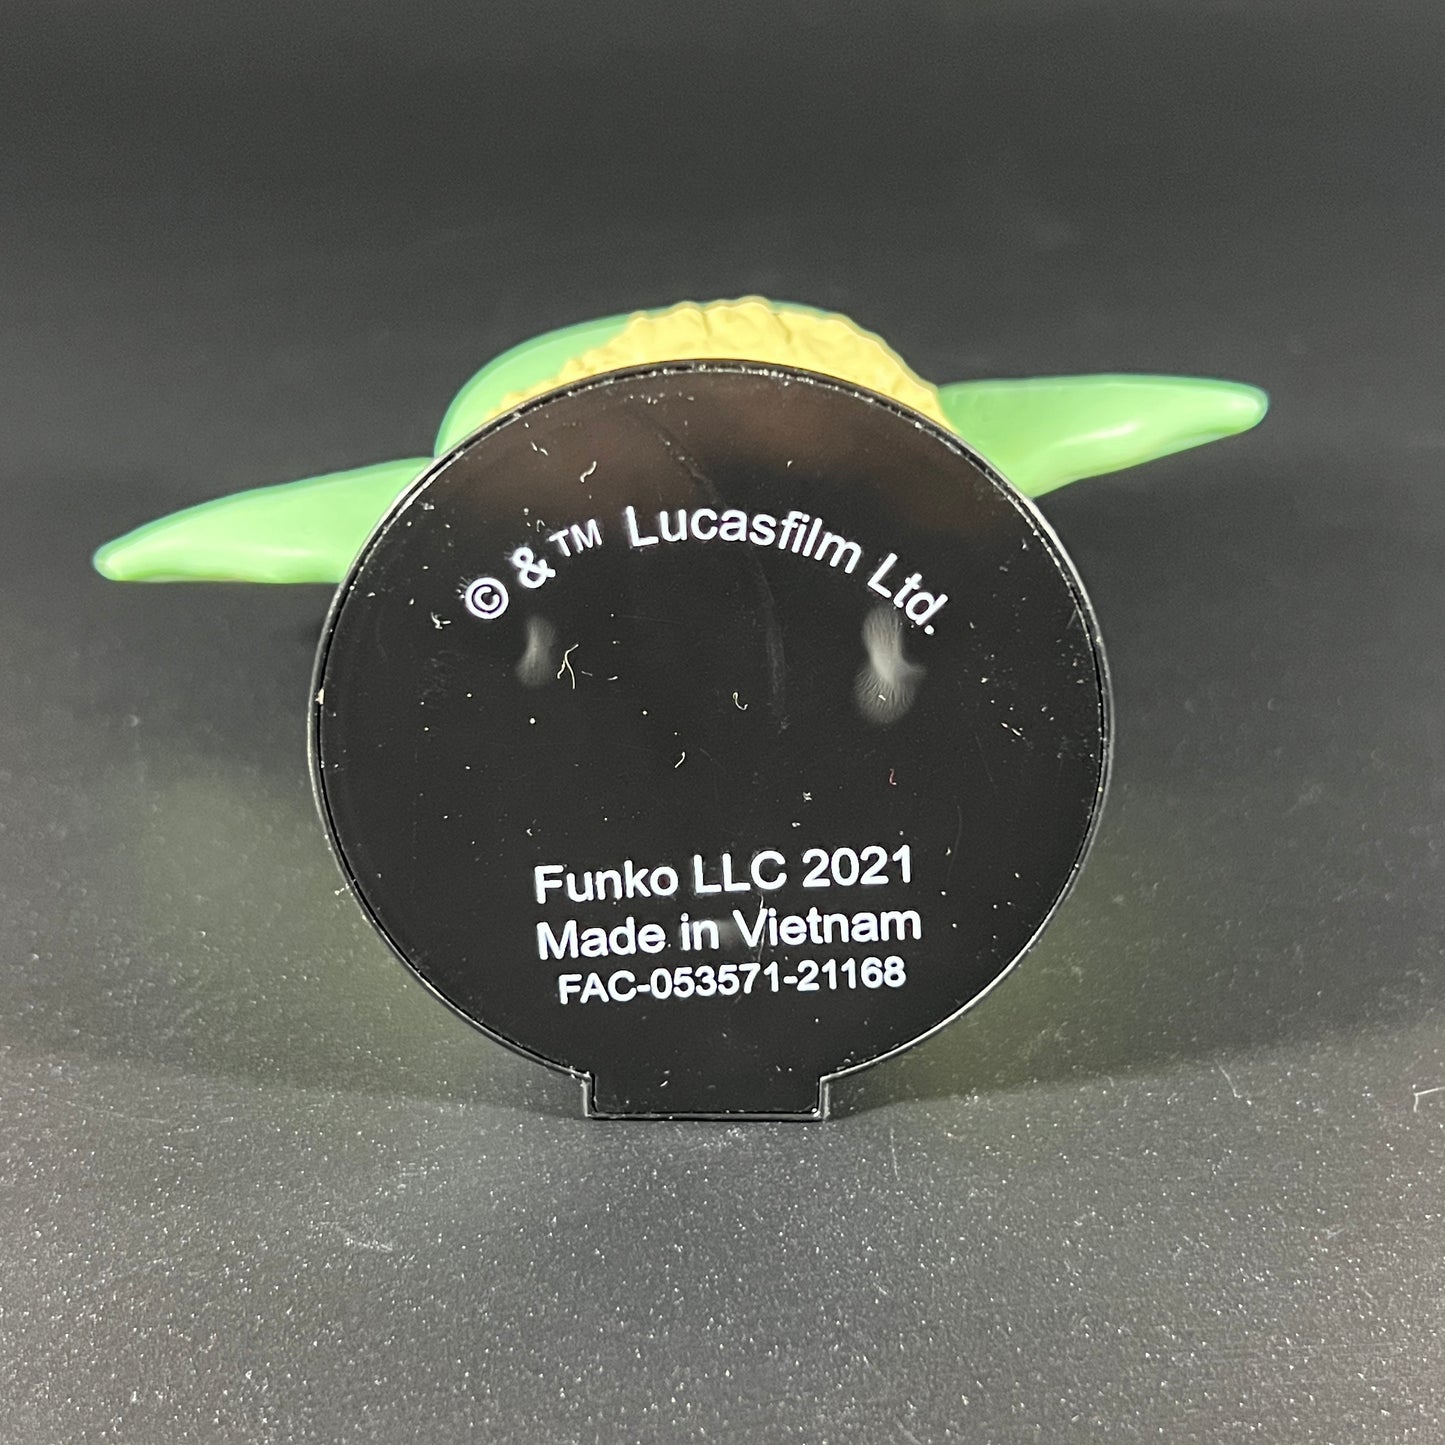 © &™ Lucasfilm Ltd.
Funko LLC 2021
Made in Vietnam
FAC-053571-21168